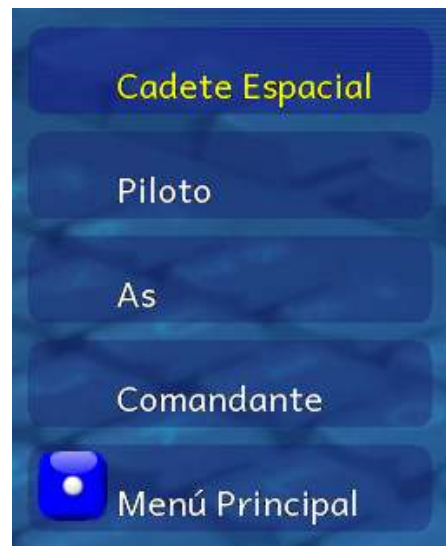 Cadete Espacial
Piloto
As
Comandante
Menú Principal